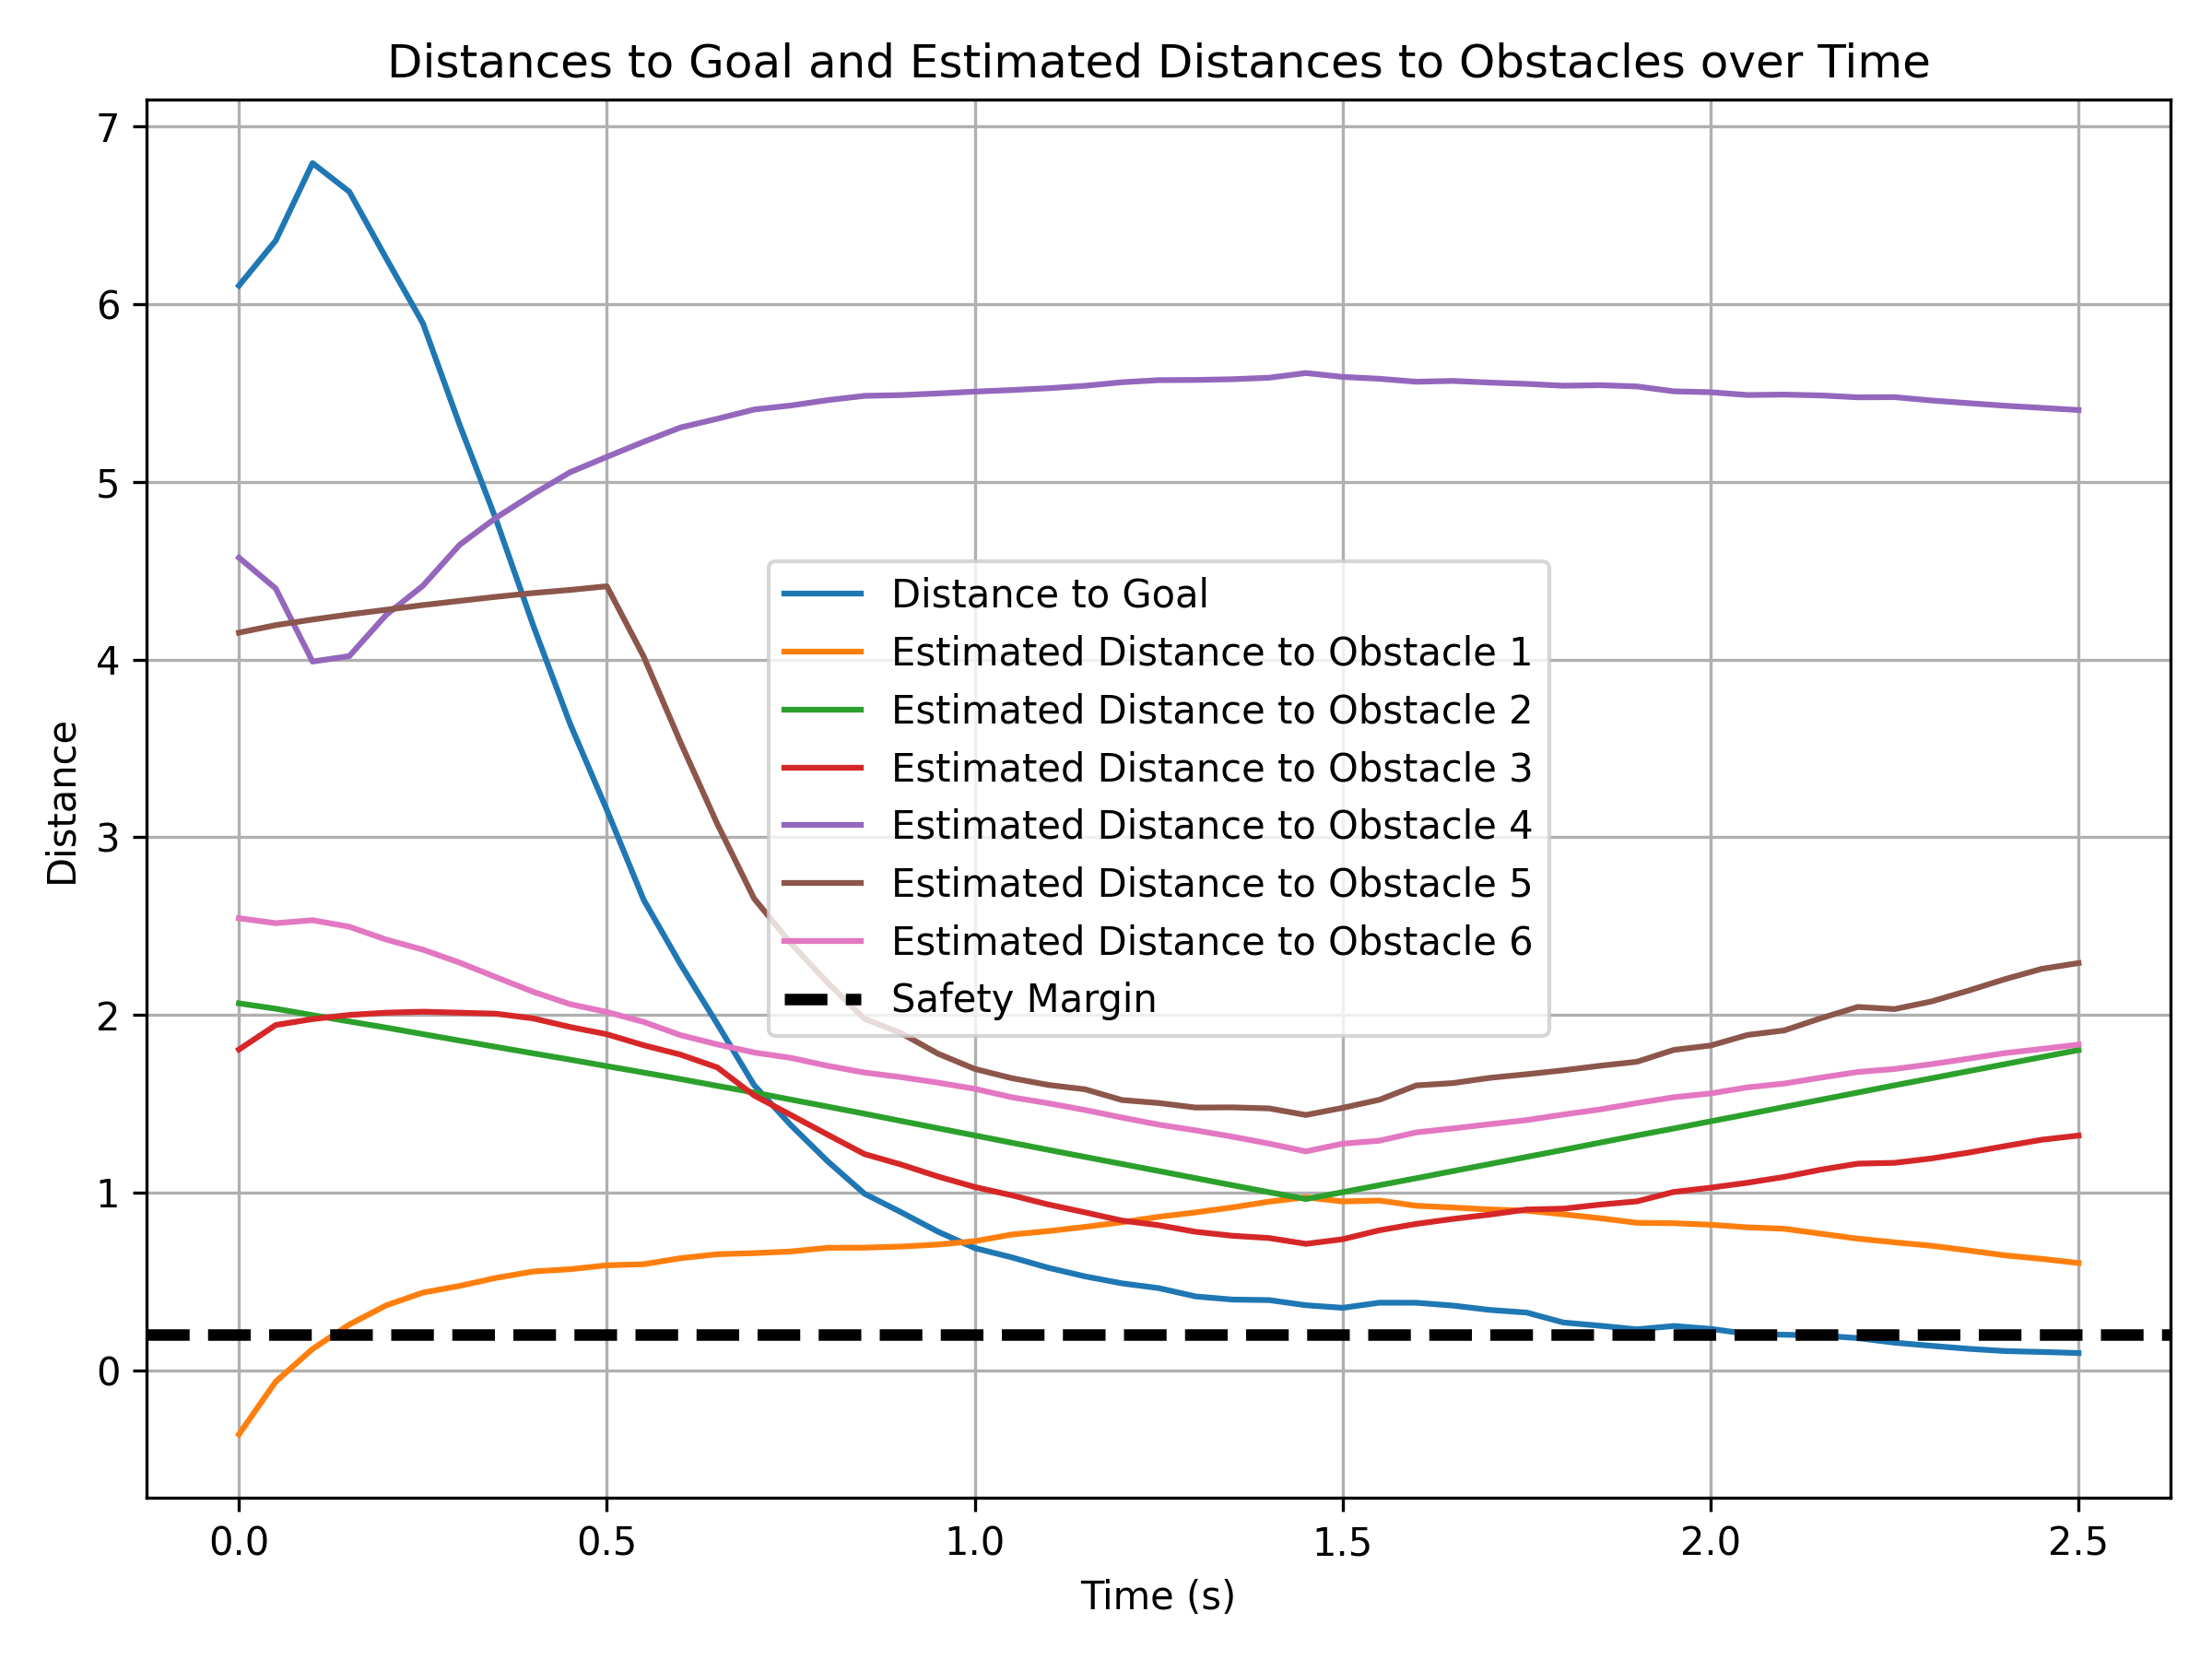 Distances to Goal and Estimated Distances to Obstacles over Time
7
6
5
4
3
2
1
0
Distance
Distance to Goal
Estimated Distance to Obstacle 1
Estimated Distance to Obstacle 2
Estimated Distance to Obstacle 3
Estimated Distance to Obstacle 4
Estimated Distance to Obstacle 5
Estimated Distance to Obstacle 6
Safety Margin
0.0 0.5 1.0 1.5 2.0 2.5
Time (s)